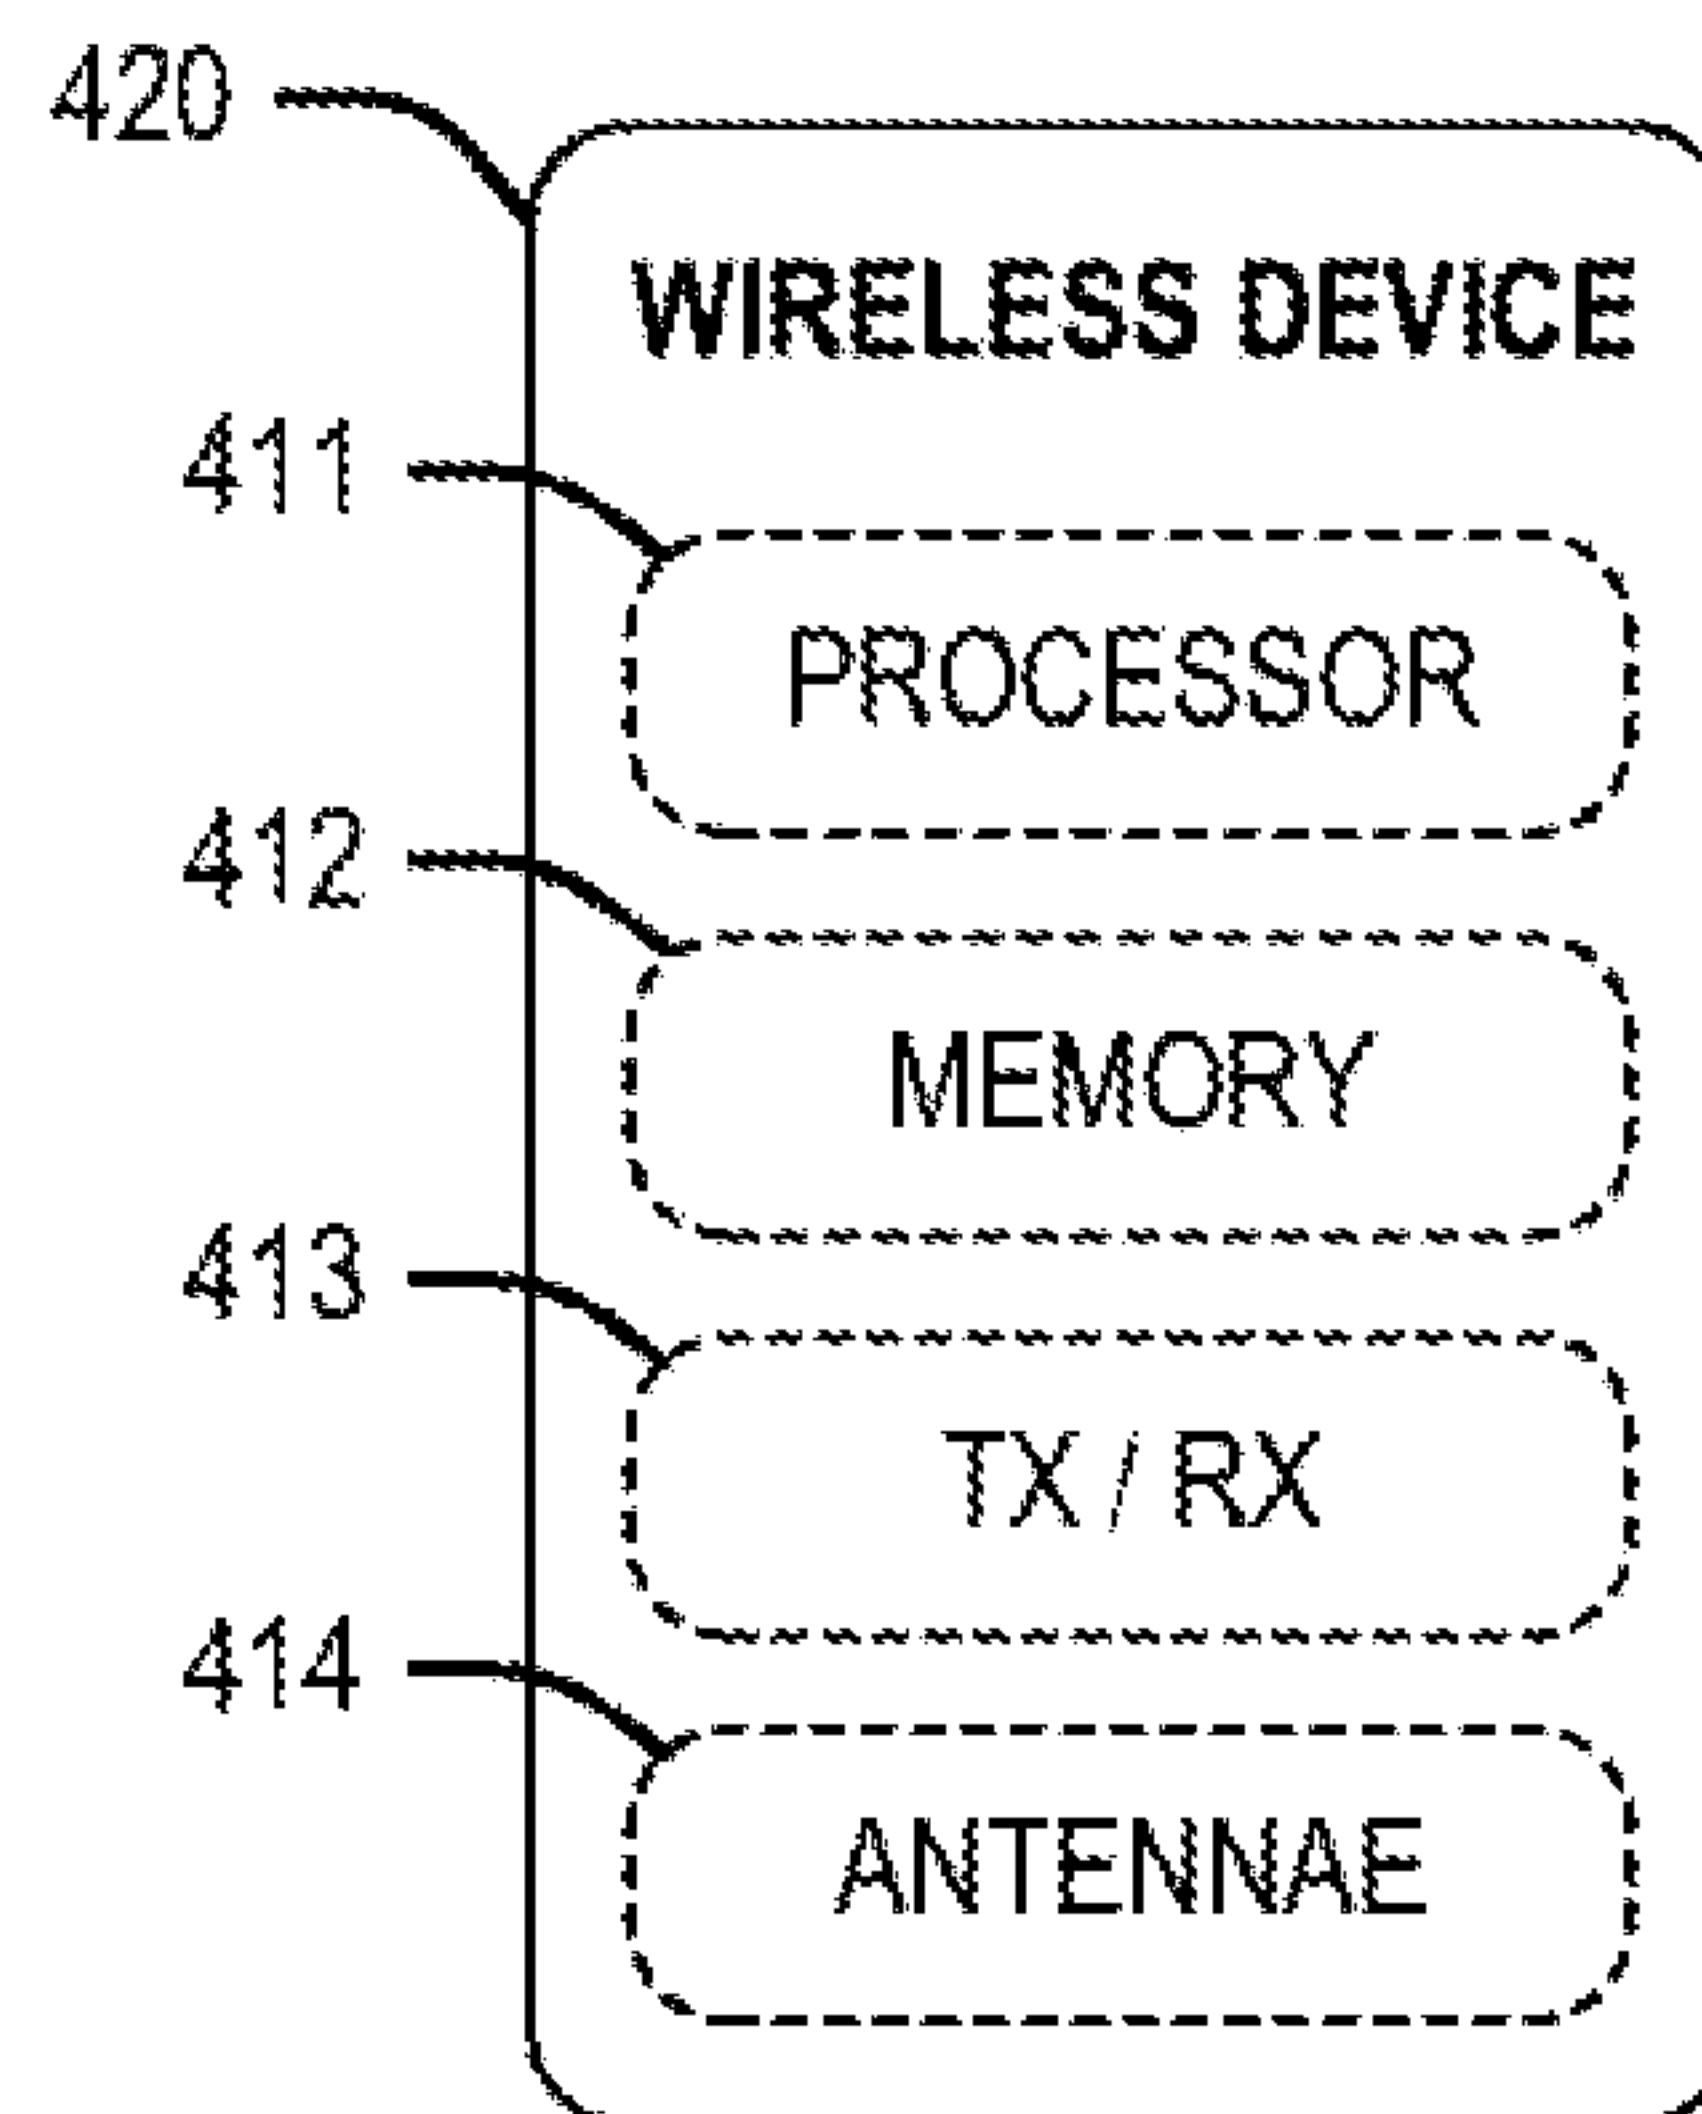 420
WIRELESS DEVICE
411
PROCESSOR
412
MEMORY
413
TX / RX
414
ANTENNAE